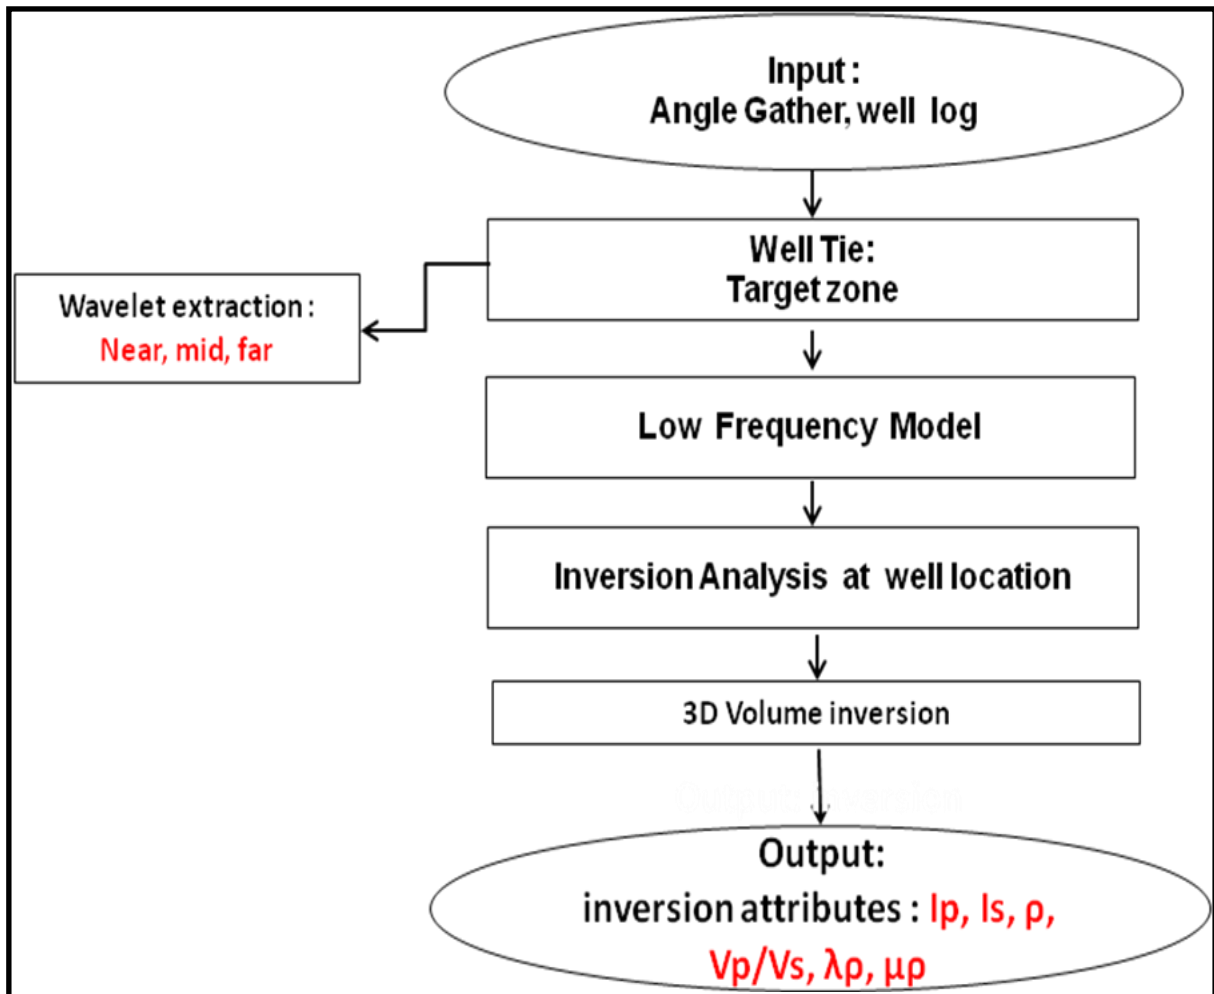 Input :
Angle Gather, well log
Well Tie:
Target zone
Wavelet extraction :
Near, mid, far
Low Frequency Model
Inversion Analysis at well location
3D Volume inversion
Output:
inversion attributes : Ip, Is, ρ,
Vp/Vs, λρ, μρ